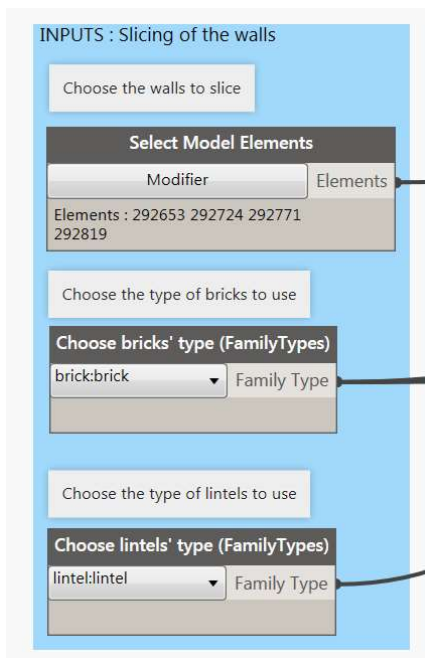 INPUTS : Slicing of the walls
Choose the walls to slice
Select Model Elements
Modifier
Elements
Elements : 292653 292724 292771
292819
Choose the type of bricks to use
Choose bricks' type (FamilyTypes)
brick:brick
Family Type
Choose the type of lintels to use
Choose lintels' type (FamilyTypes)
lintel:lintel
Family Type